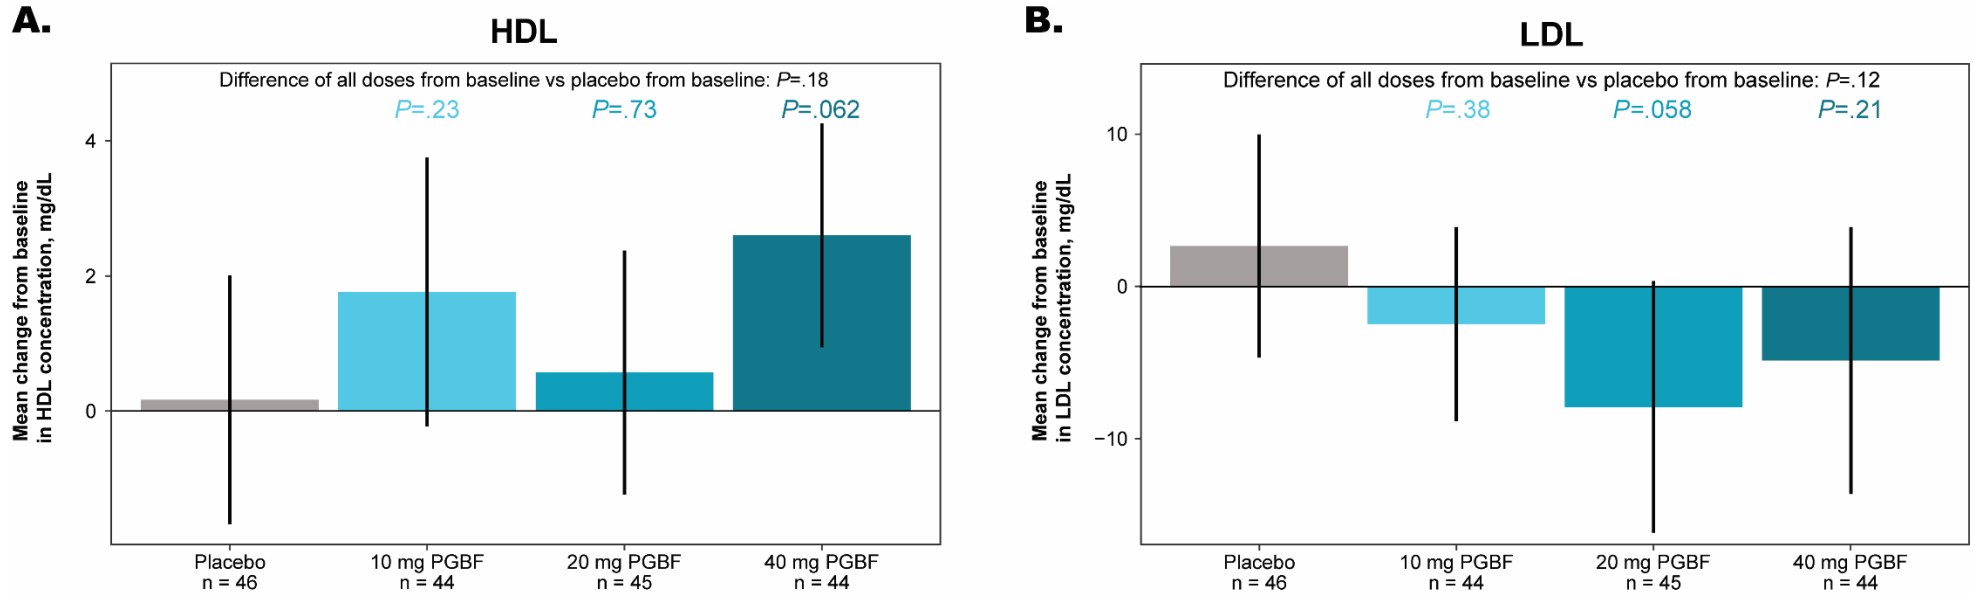 A.
HDL
Difference of all doses from baseline vs placebo from baseline: P=.18
P=.23
P=.73
P=.062
Mean change from baseline
in HDL concentration, mg/dL
4
2
0
Placebo
n = 46
10 mg PGBF
n = 44
20 mg PGBF
n = 45
40 mg PGBF
n = 44
B.
LDL
Difference of all doses from baseline vs placebo from baseline: P=.12
P=.38
P=.058
P=.21
Mean change from baseline
in LDL concentration, mg/dL
10
0
−10
Placebo
n = 46
10 mg PGBF
n = 44
20 mg PGBF
n = 45
40 mg PGBF
n = 44